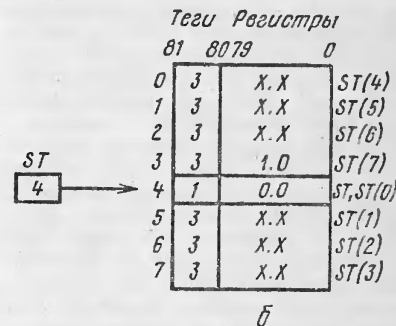 Теги Регистры
81 80 79 0
0 3 X.X ST(4)
1 3 X.X ST(5)
2 3 X.X ST(6)
ST 3 3 1.0 ST(7)
4 4 1 0.0 ST,ST(0)
5 3 X.X ST(1)
6 3 X.X ST(2)
7 3 X.X ST(3)
б